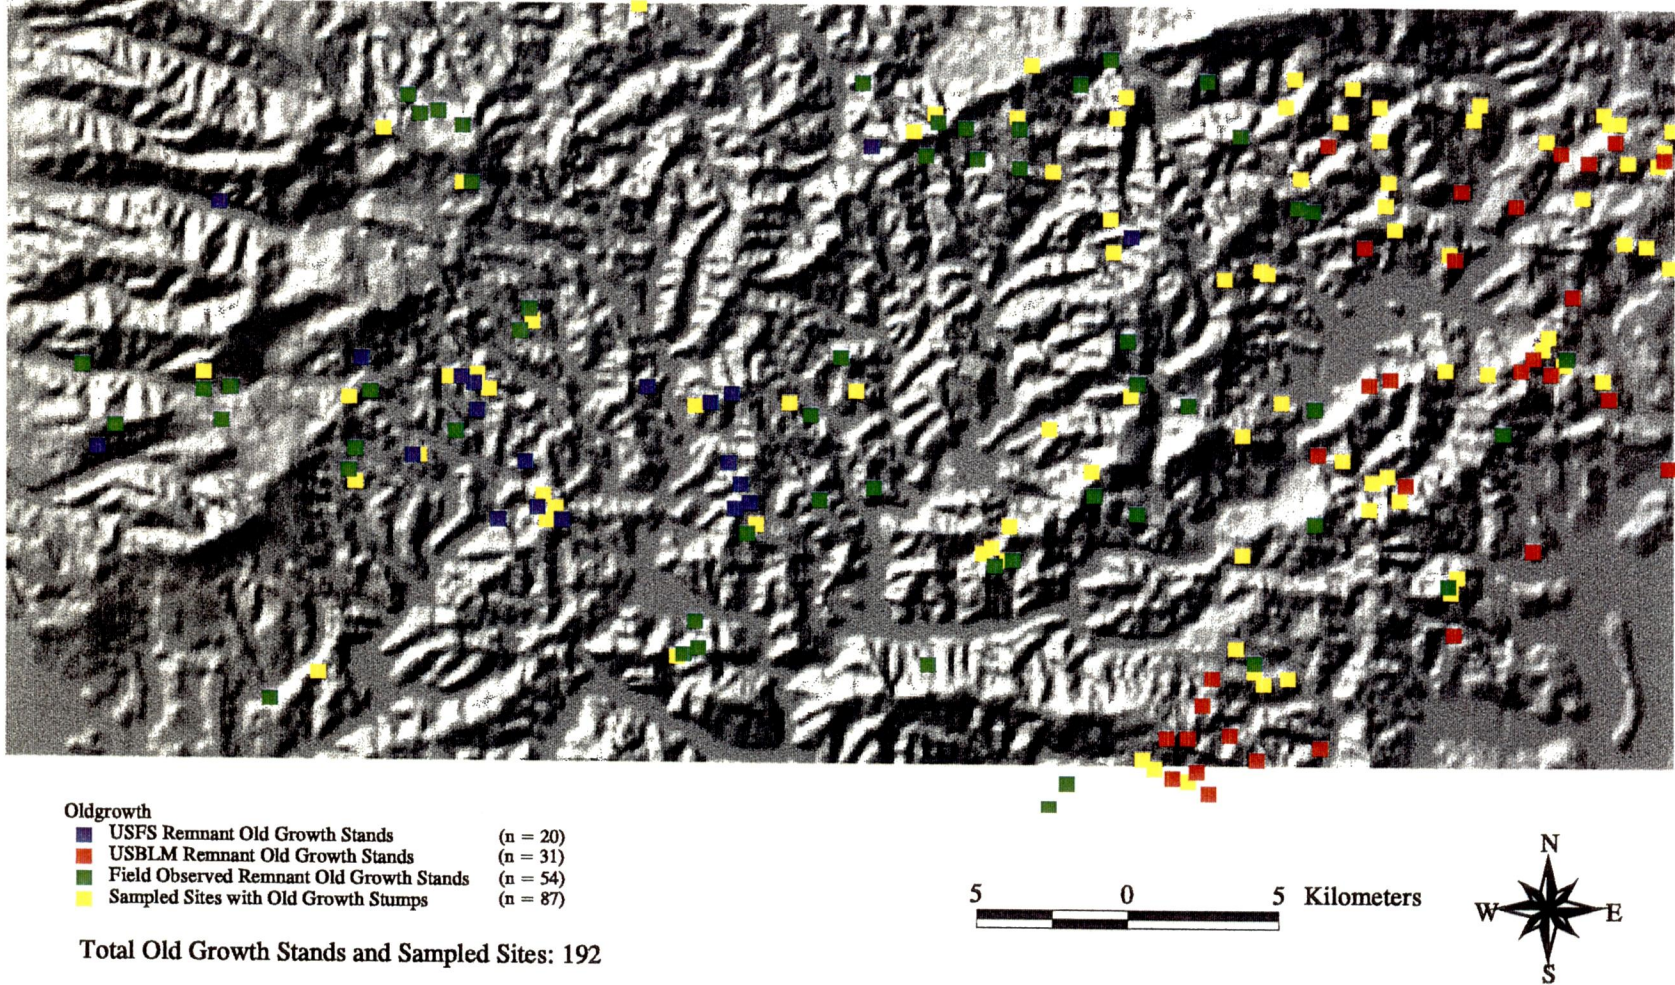 Oldgrowth
USFS Remnant Old Growth Stands (n = 20)
USBLM Remnant Old Growth Stands (n = 31)
Field Observed Remnant Old Growth Stands (n = 54)
Sampled Sites with Old Growth Stumps (n = 87)
Total Old Growth Stands and Sampled Sites: 192
5 0 5 Kilometers
N
W E
S